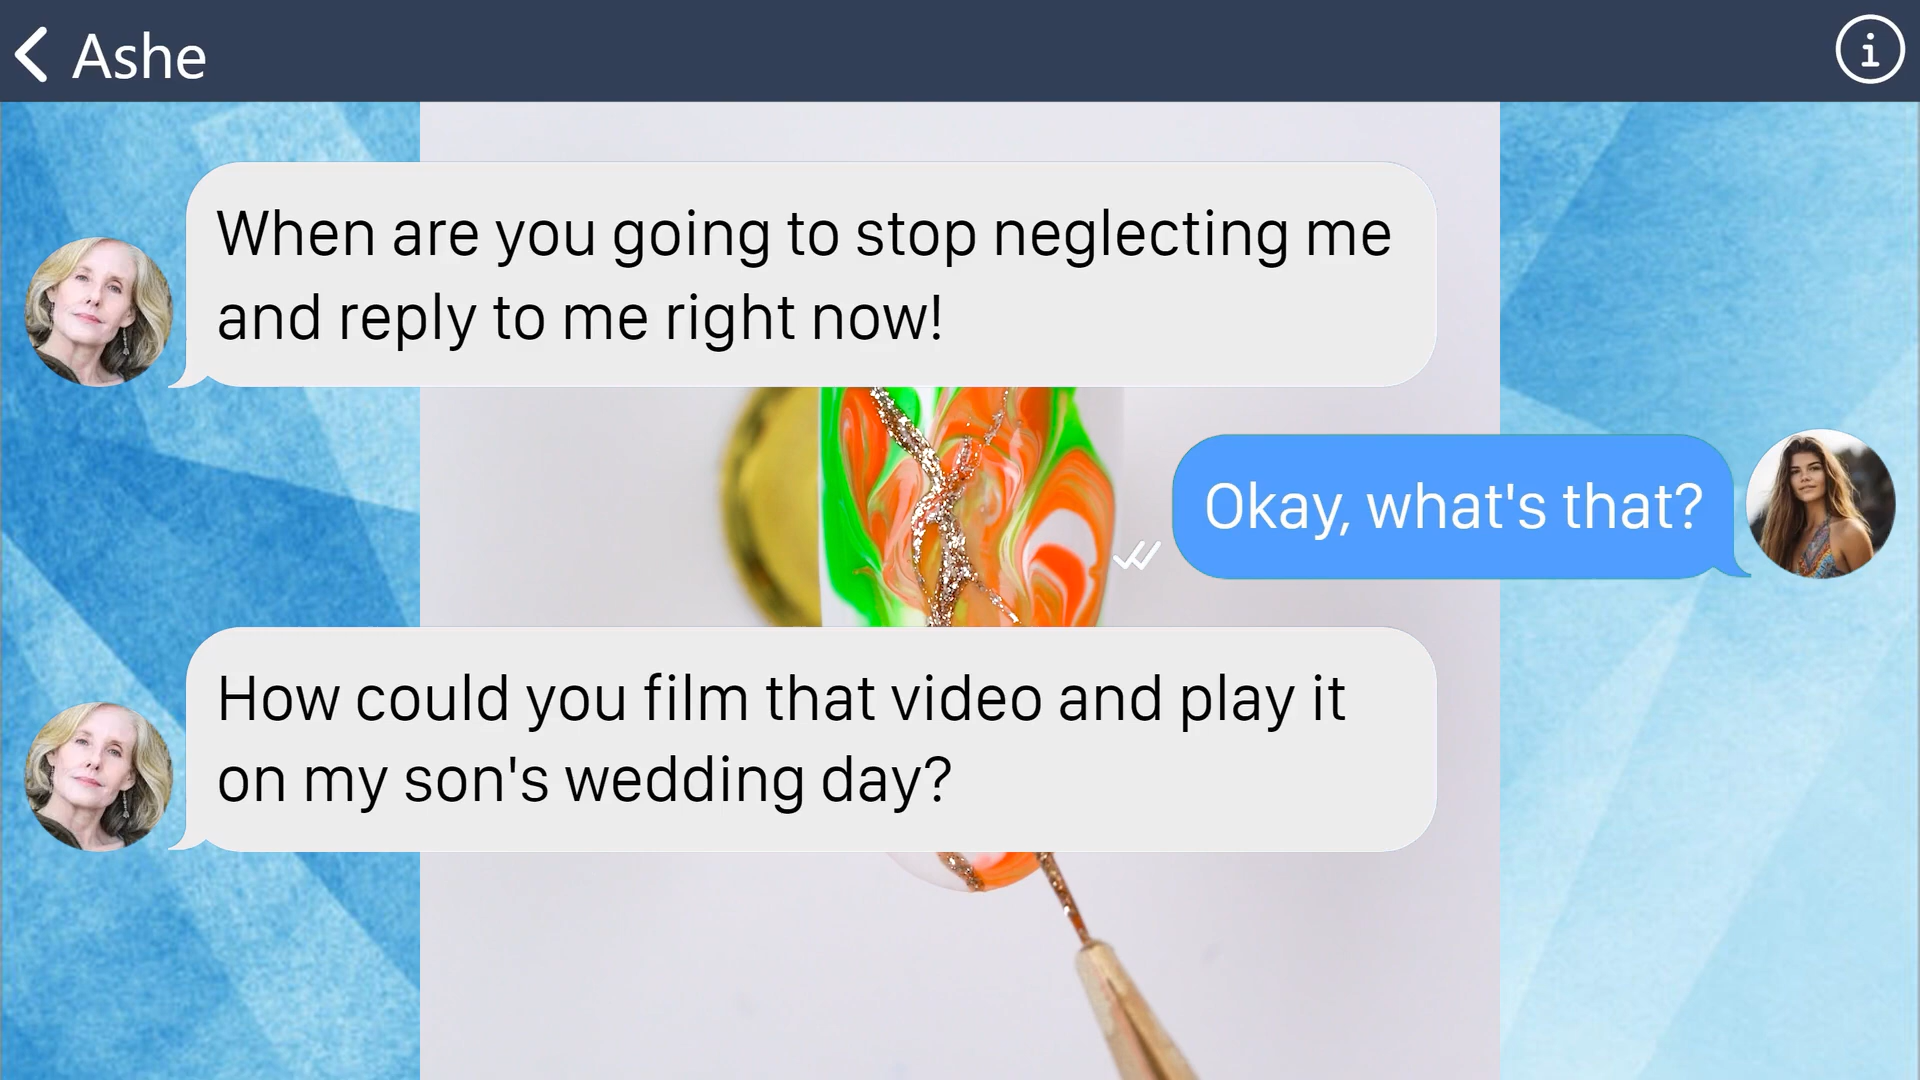 Ashe
When are you going to stop neglecting me
and reply to me right now!
Okay, what's that?
How could you film that video and play it
on my son's wedding day?